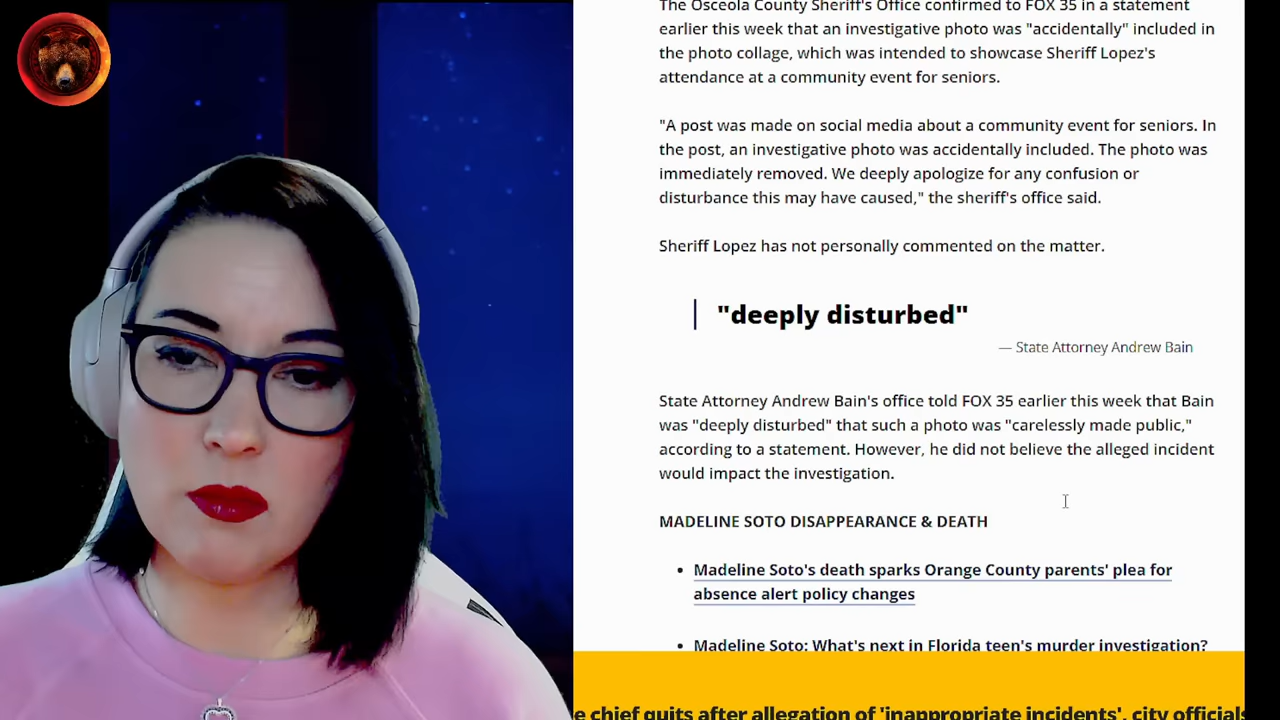 The Osceola County Sheriff's Office confirmed to FOX 35 in a statement
earlier this week that an investigative photo was "accidentally" included in
the photo collage, which was intended to showcase Sheriff Lopez's
attendance at a community event for seniors.
"A post was made on social media about a community event for seniors. In
the post, an investigative photo was accidentally included. The photo was
immediately removed. We deeply apologize for any confusion or
disturbance this may have caused," the sheriff's office said.
Sheriff Lopez has not personally commented on the matter.
"deeply disturbed"
— State Attorney Andrew Bain
State Attorney Andrew Bain's office told FOX 35 earlier this week that Bain
was "deeply disturbed" that such a photo was "carelessly made public,"
according to a statement. However, he did not believe the alleged incident
would impact the investigation.
MADELINE SOTO DISAPPEARANCE & DEATH
• Madeline Soto's death sparks Orange County parents' plea for
absence alert policy changes
• Madeline Soto: What's next in Florida teen's murder investigation?
e chief quits after allegation of 'inappropriate incidents', city officials